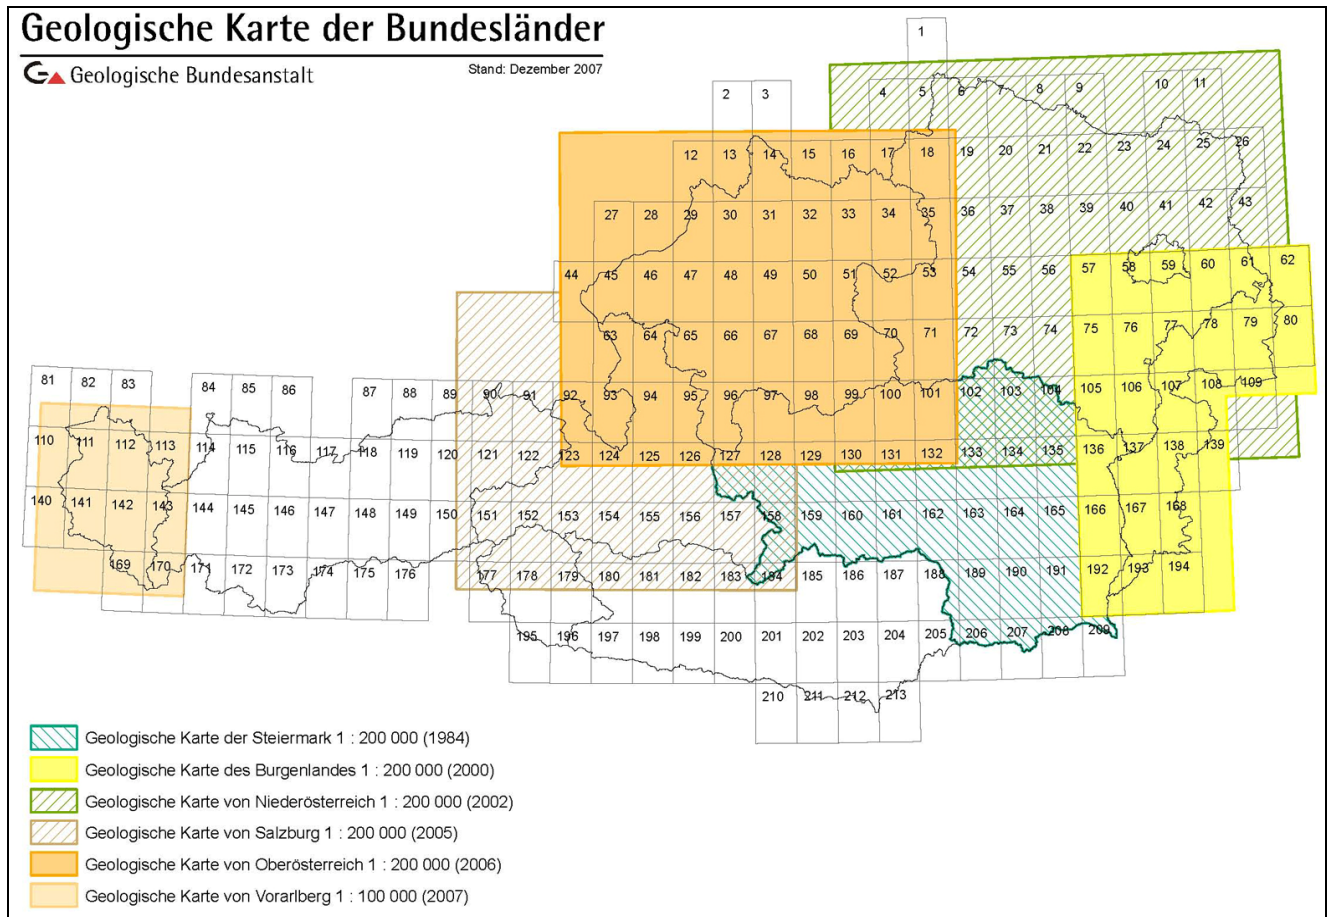 Geologische Karte der Bundesländer
Geologische Bundesanstalt
Stand: Dezember 2007
1
2 3
4 5 6 7 8 9 10 11
12 13 14 15 16 17 18 19 20 21 22 23 24 25 26
27 28 29 30 31 32 33 34 35 36 37 38 39 40 41 42 43
44 45 46 47 48 49 50 51 52 53 54 55 56 57 58 59 60 61 62
63 64 65 66 67 68 69 70 71 72 73 74 75 76 77 78 79 80
81 82 83 84 85 86 87 88 89 90 91 92 93 94 95 96 97 98 99 100 101 102 103 104 105 106 107 108 109
110 111 112 113 114 115 116 117 118 119 120 121 122 123 124 125 126 127 128 129 130 131 132 133 134 135 136 137 138 139
140 141 142 143 144 145 146 147 148 149 150 151 152 153 154 155 156 157 158 159 160 161 162 163 164 165 166 167 168
169 170 171 172 173 174 175 176 177 178 179 180 181 182 183 184 185 186 187 188 189 190 191 192 193 194
195 196 197 198 199 200 201 202 203 204 205 206 207 208 209
210 211 212 213
Geologische Karte der Steiermark 1 : 200 000 (1984)
Geologische Karte des Burgenlandes 1 : 200 000 (2000)
Geologische Karte von Niederösterreich 1 : 200 000 (2002)
Geologische Karte von Salzburg 1 : 200 000 (2005)
Geologische Karte von Oberösterreich 1 : 200 000 (2006)
Geologische Karte von Vorarlberg 1 : 100 000 (2007)